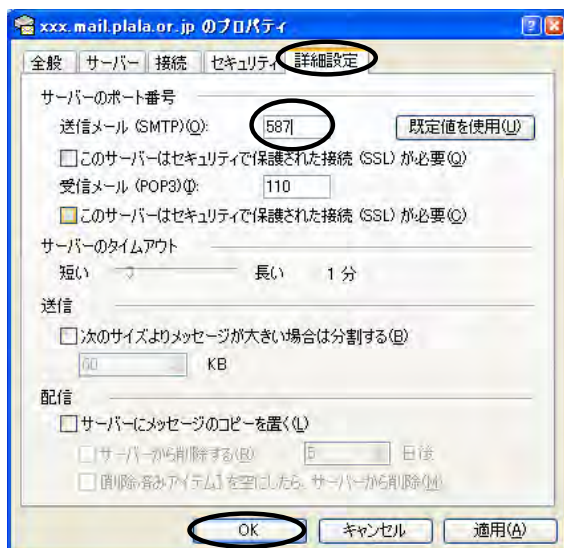 xxx.mail.plala.or.jp のプロパティ
全般 サーバー 接続 セキュリティ 詳細設定
サーバーのポート番号
送信メール (SMTP)(O): 587 既定値を使用(U)
このサーバーはセキュリティで保護された接続 (SSL) が必要(Q)
受信メール (POP3)(I): 110
このサーバーはセキュリティで保護された接続 (SSL) が必要(C)
サーバーのタイムアウト
短い 長い 1 分
送信
次のサイズよりメッセージが大きい場合は分割する(B)
60 KB
配信
サーバーにメッセージのコピーを置く(L)
サーバーから削除する(R) 5 日後
[削除済みアイテム] を空にしたら、サーバーから削除(M)
OK キャンセル 適用(A)